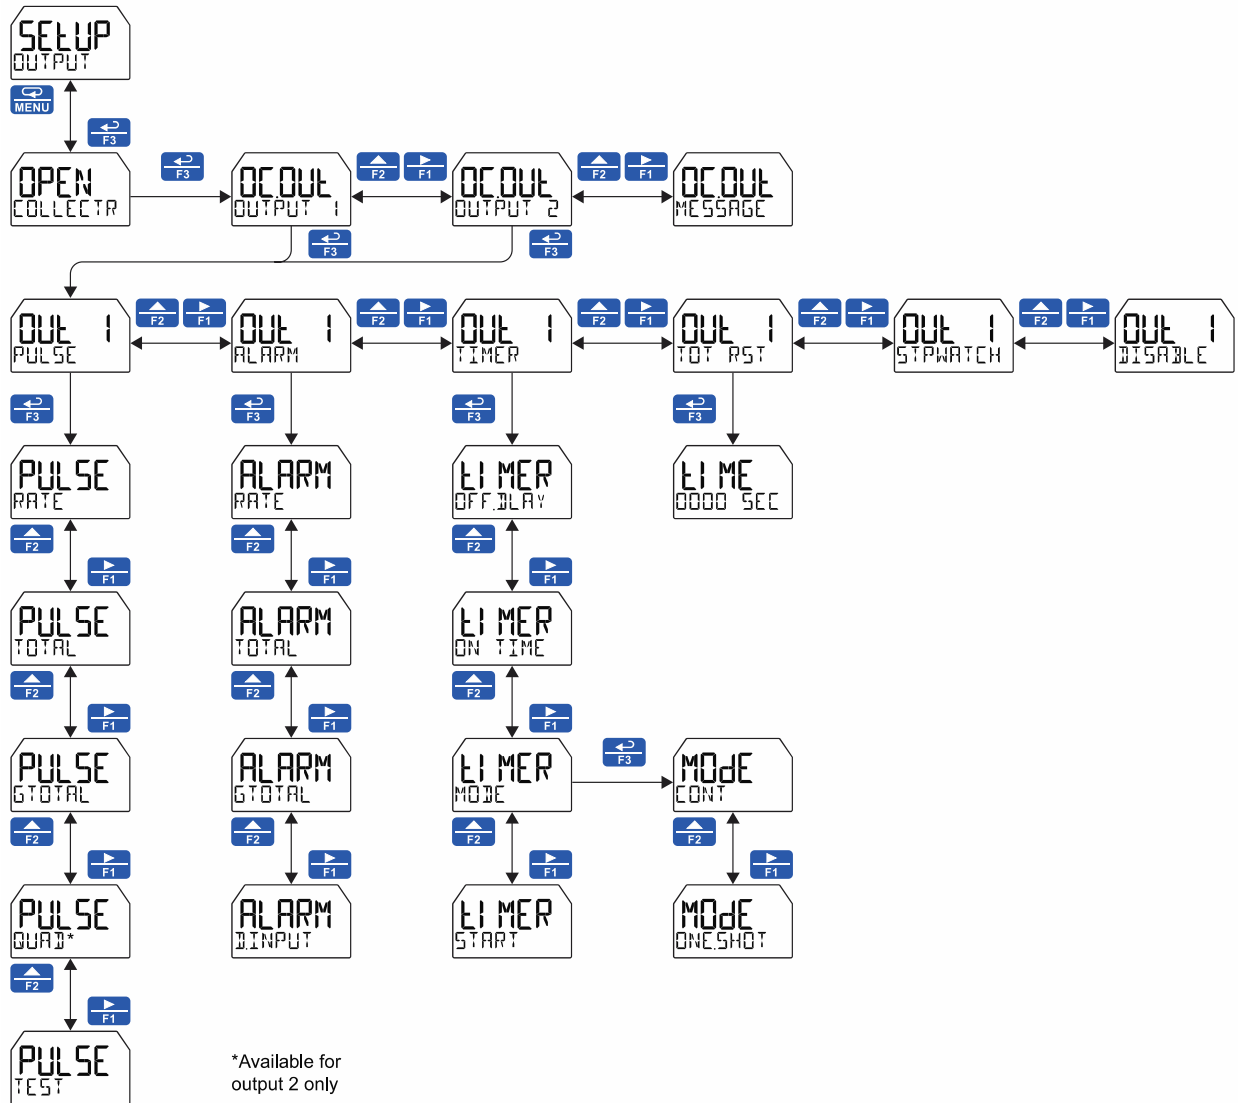 SEtUP
OUTPUT
MENU
F3
OPEN
COLLECTR
F3
OC.OUt
OUTPUT 1
F2 F1
OC.OUt
OUTPUT 2
F2 F1
OC.OUt
MESSAGE
F3
F3
OUt 1
PULSE
F2 F1
OUt 1
ALARM
F2 F1
OUt 1
TIMER
F2 F1
OUt 1
TOT RST
F2 F1
OUt 1
STPWATCH
F2 F1
OUt 1
DISABLE
F3
F3
F3
F3
PULSE
RATE
ALARM
RATE
tIMER
OFF.DLAY
tIME
0000 SEC
F2
F1
F2
F1
F2
F1
PULSE
TOTAL
ALARM
TOTAL
tIMER
ON TIME
F2
F1
F2
F1
F2
F1
PULSE
GTOTAL
ALARM
GTOTAL
tIMER
MODE
F3
MOdE
CONT
F2
F1
F2
F1
F2
F1
F2
F1
PULSE
QUAD*
ALARM
D.INPUT
tIMER
START
MOdE
ONE.SHOT
F2
F1
PULSE
TEST
*Available for
output 2 only